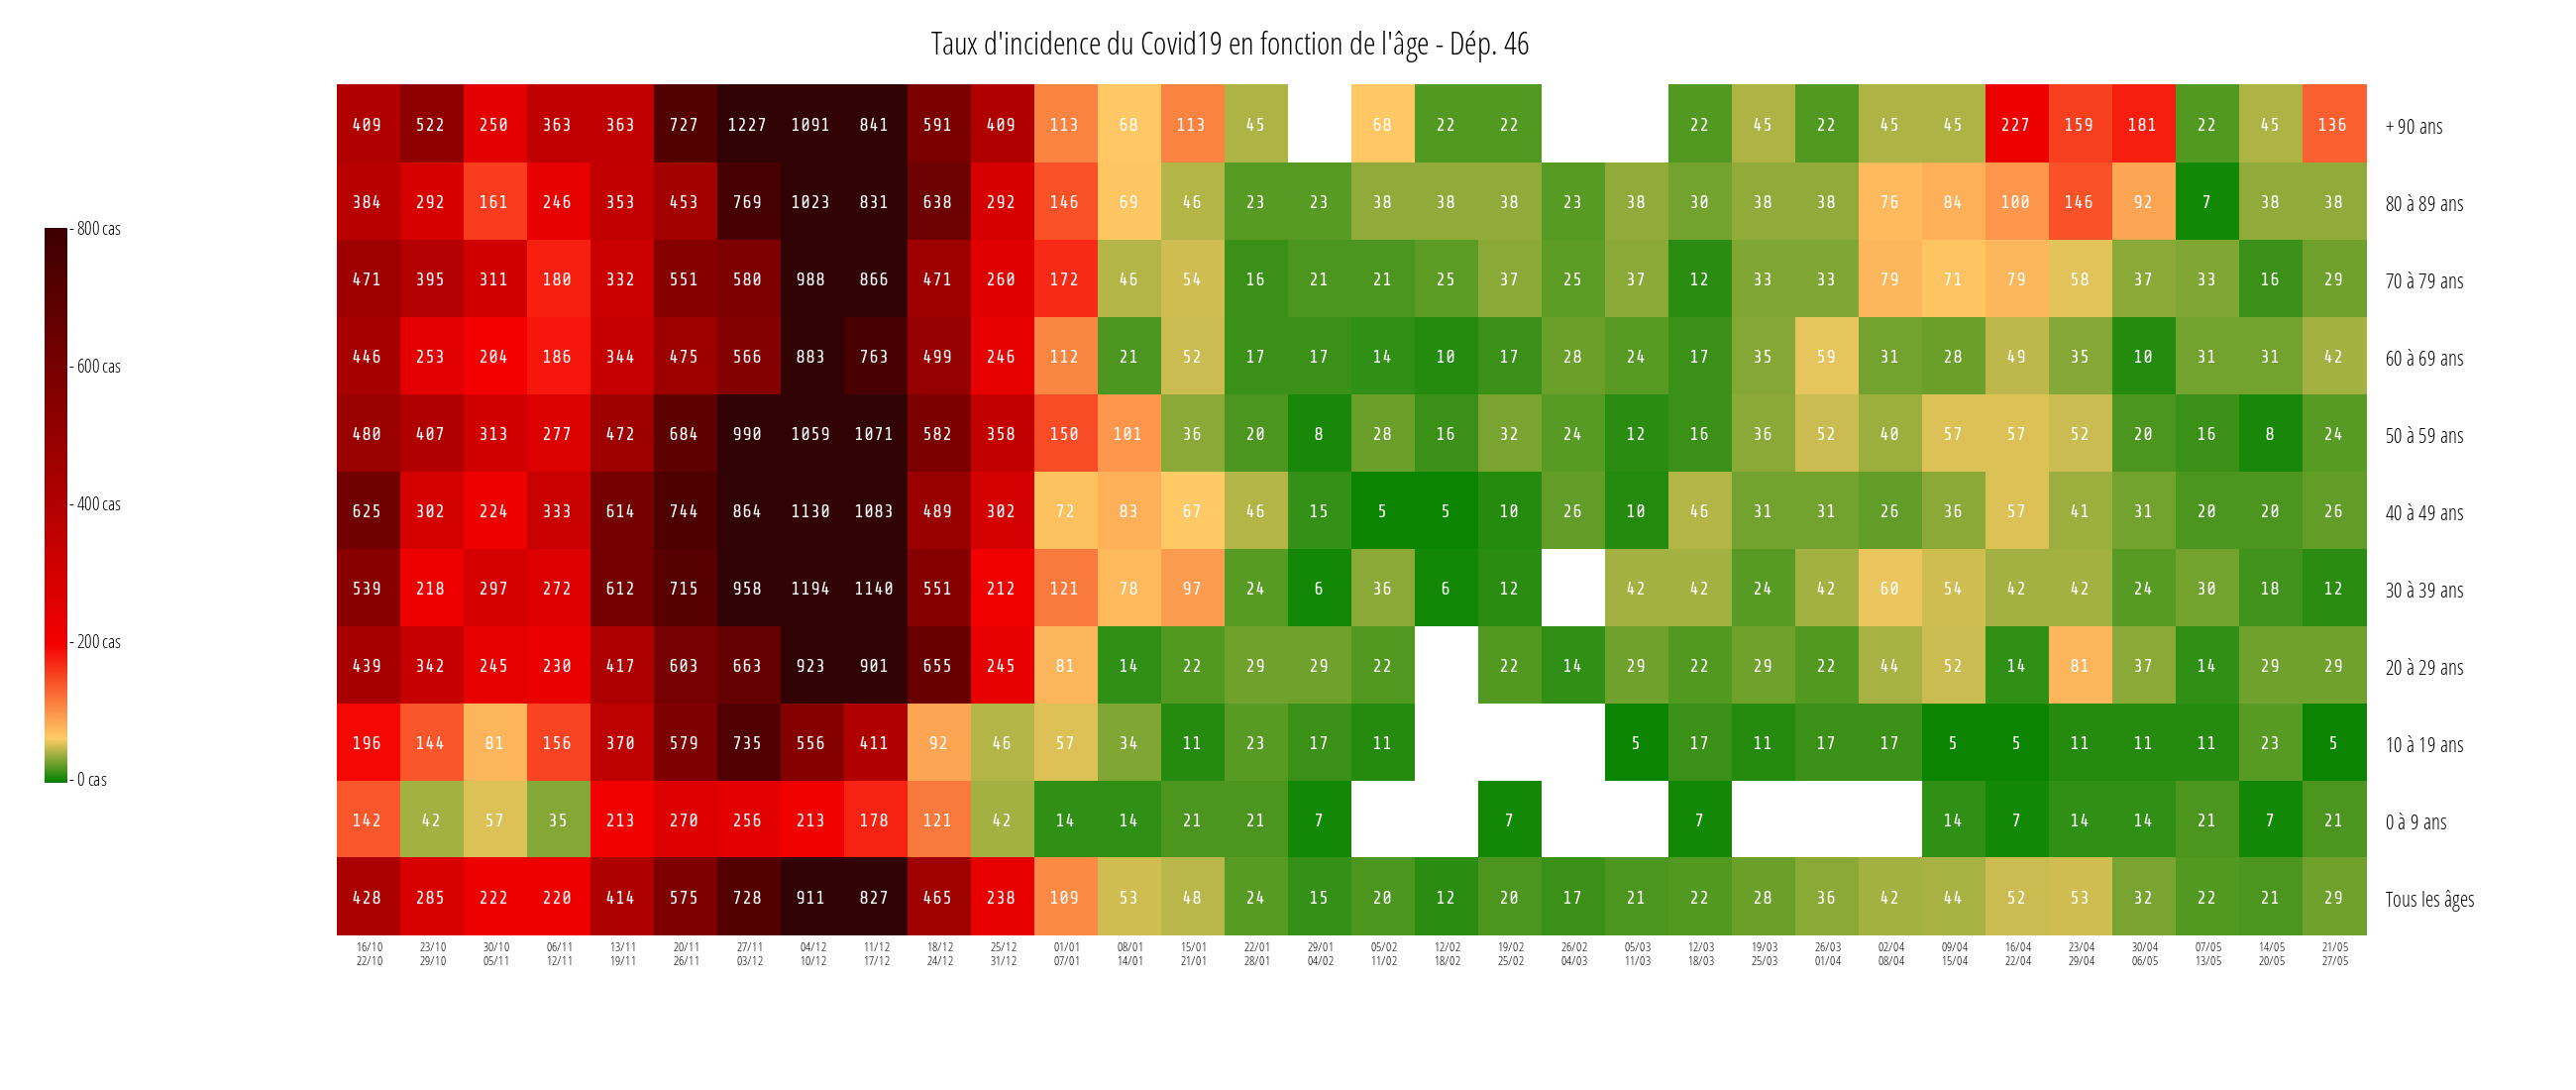 Taux d'incidence du Covid19 en fonction de l'âge - Dép. 46
409 522 250 363 363 727 1227 1091 841 591 409 113 68 113 45 68 22 22 22 45 22 45 45 227 159 181 22 45 136 + 90 ans
384 292 161 246 353 453 769 1023 831 638 292 146 69 46 23 23 38 38 38 23 38 30 38 38 76 84 100 146 92 7 38 38 80 à 89 ans
- 800 cas
471 395 311 180 332 551 580 988 866 471 260 172 46 54 16 21 21 25 37 25 37 12 33 33 79 71 79 58 37 33 16 29 70 à 79 ans
446 253 204 186 344 475 566 883 763 499 246 112 21 52 17 17 14 10 17 28 24 17 35 59 31 28 49 35 10 31 31 42 60 à 69 ans
- 600 cas
480 407 313 277 472 684 990 1059 1071 582 358 150 101 36 20 8 28 16 32 24 12 16 36 52 40 57 57 52 20 16 8 24 50 à 59 ans
- 400 cas
625 302 224 333 614 744 864 1130 1083 489 302 72 83 67 46 15 5 5 10 26 10 46 31 31 26 36 57 41 31 20 20 26 40 à 49 ans
539 218 297 272 612 715 958 1194 1140 551 212 121 78 97 24 6 36 6 12 42 42 24 42 60 54 42 42 24 30 18 12 30 à 39 ans
- 200 cas
439 342 245 230 417 603 663 923 901 655 245 81 14 22 29 29 22 22 14 29 22 29 22 44 52 14 81 37 14 29 29 20 à 29 ans
196 144 81 156 370 579 735 556 411 92 46 57 34 11 23 17 11 5 17 11 17 17 5 5 11 11 11 23 5 10 à 19 ans
- 0 cas
142 42 57 35 213 270 256 213 178 121 42 14 14 21 21 7 7 7 14 7 14 14 21 7 21 0 à 9 ans
428 285 222 220 414 575 728 911 827 465 238 109 53 48 24 15 20 12 20 17 21 22 28 36 42 44 52 53 32 22 21 29 Tous les âges
16/10 23/10 30/10 06/11 13/11 20/11 27/11 04/12 11/12 18/12 25/12 01/01 08/01 15/01 22/01 29/01 05/02 12/02 19/02 26/02 05/03 12/03 19/03 26/03 02/04 09/04 16/04 23/04 30/04 07/05 14/05 21/05
22/10 29/10 05/11 12/11 19/11 26/11 03/12 10/12 17/12 24/12 31/12 07/01 14/01 21/01 28/01 04/02 11/02 18/02 25/02 04/03 11/03 18/03 25/03 01/04 08/04 15/04 22/04 29/04 06/05 13/05 20/05 27/05